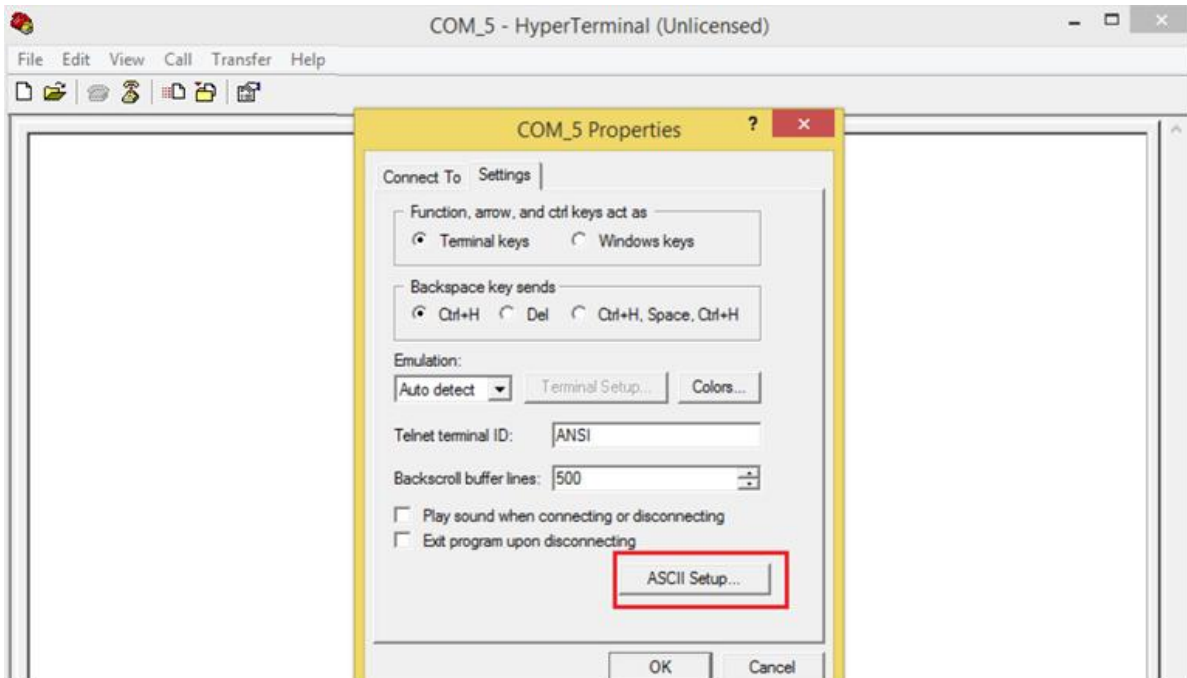 COM_5 - HyperTerminal (Unlicensed)
File Edit View Call Transfer Help
COM_5 Properties ?
Connect To Settings
Function, arrow, and ctrl keys act as
Terminal keys Windows keys
Backspace key sends
Ctrl+H Del Ctrl+H, Space, Ctrl+H
Emulation:
Auto detect Terminal Setup... Colors...
Telnet terminal ID: ANSI
Backscroll buffer lines: 500
Play sound when connecting or disconnecting
Exit program upon disconnecting
ASCII Setup...
OK Cancel